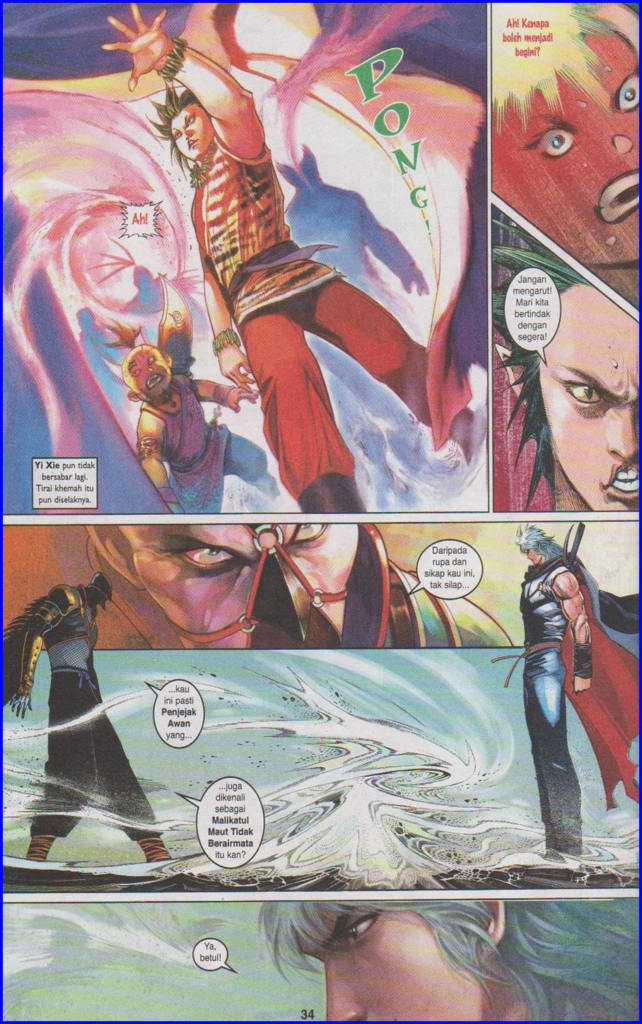 PONG!
Ah!
Yi Xie pun tidak
bersabar lagi.
Tirai khemah itu
pun diselaknya.
Ah! Kenapa
boleh menjadi
begini?
Jangan
mengarut!
Mari kita
bertindak
dengan
segera!
Daripada
rupa dan
sikap kau ini,
tak silap...
...kau
ini pasti
Penjejak
Awan
yang...
...juga
dikenali
sebagai
Malikatul
Maut Tidak
Berairmata
itu kan?
Ya,
betul!
34